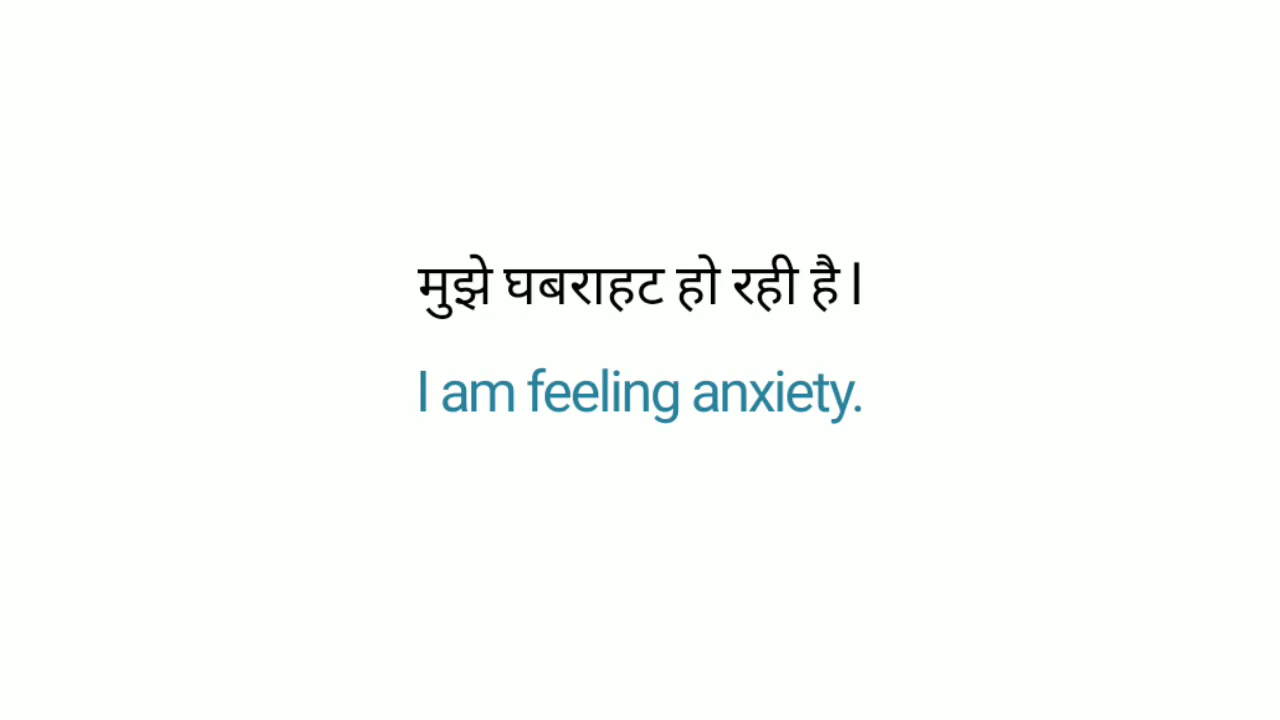 मुझे घबराहट हो रही है l
I am feeling anxiety.